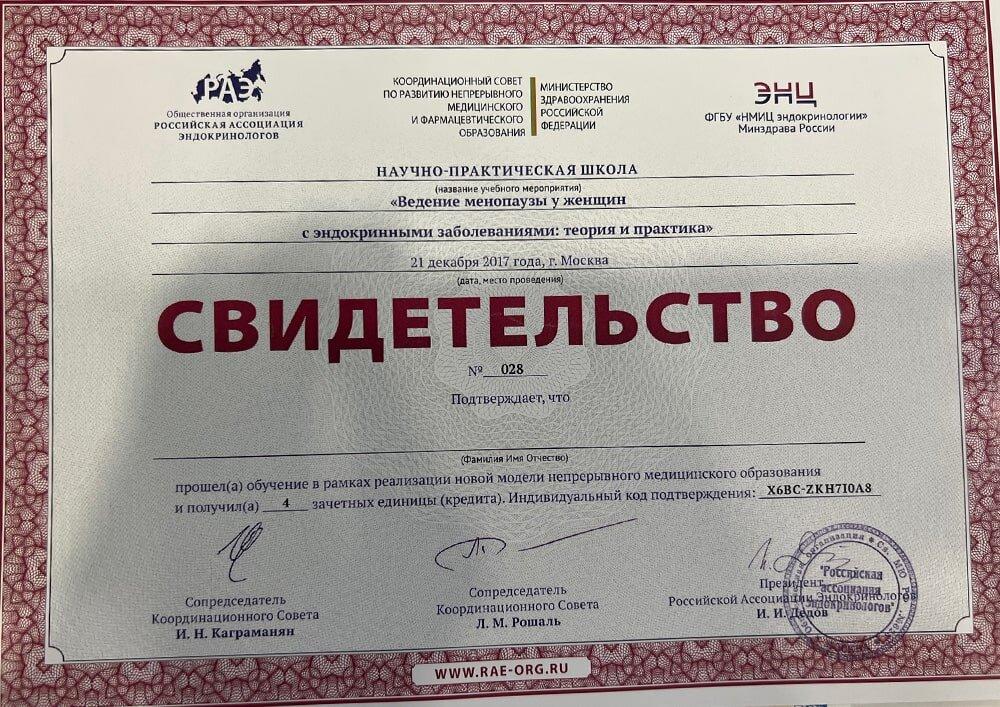 РАЭ
Общественная организация
РОССИЙСКАЯ АССОЦИАЦИЯ
ЭНДОКРИНОЛОГОВ
КООРДИНАЦИОННЫЙ СОВЕТ
ПО РАЗВИТИЮ НЕПРЕРЫВНОГО
МЕДИЦИНСКОГО
И ФАРМАЦЕВТИЧЕСКОГО
ОБРАЗОВАНИЯ
МИНИСТЕРСТВО
ЗДРАВООХРАНЕНИЯ
РОССИЙСКОЙ
ФЕДЕРАЦИИ
ЭНЦ
ФГБУ «НМИЦ эндокринологии»
Минздрава России
НАУЧНО-ПРАКТИЧЕСКАЯ ШКОЛА
(название учебного мероприятия)
«Ведение менопаузы у женщин
с эндокринными заболеваниями: теория и практика»
21 декабря 2017 года, г. Москва
(дата, место проведения)
СВИДЕТЕЛЬСТВО
№ 028
Подтверждает, что
(Фамилия Имя Отчество)
прошел(а) обучение в рамках реализации новой модели непрерывного медицинского образования
и получил(а) 4 зачетных единицы (кредита). Индивидуальный код подтверждения: X6BC-ZKH7I0A8
Сопредседатель
Координационного Совета
И. Н. Каграманян
Сопредседатель
Координационного Совета
Л. М. Рошаль
Президент
Российской Ассоциации Эндокринологов
И. И. Дедов
"Российская
ассоциация
эндокринологов"
WWW.RAE-ORG.RU